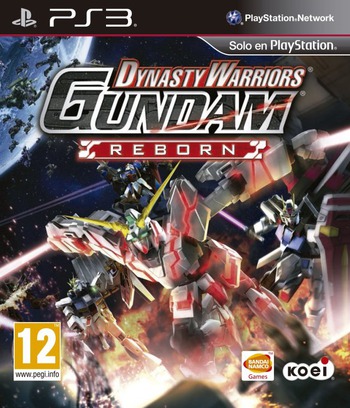 PS3
PlayStation®Network
Solo en PlayStation®
DYNASTY WARRIORS®
GUNDAM®
REBORN
12
www.pegi.info
BANDAI
NAMCO
Games
KOEI